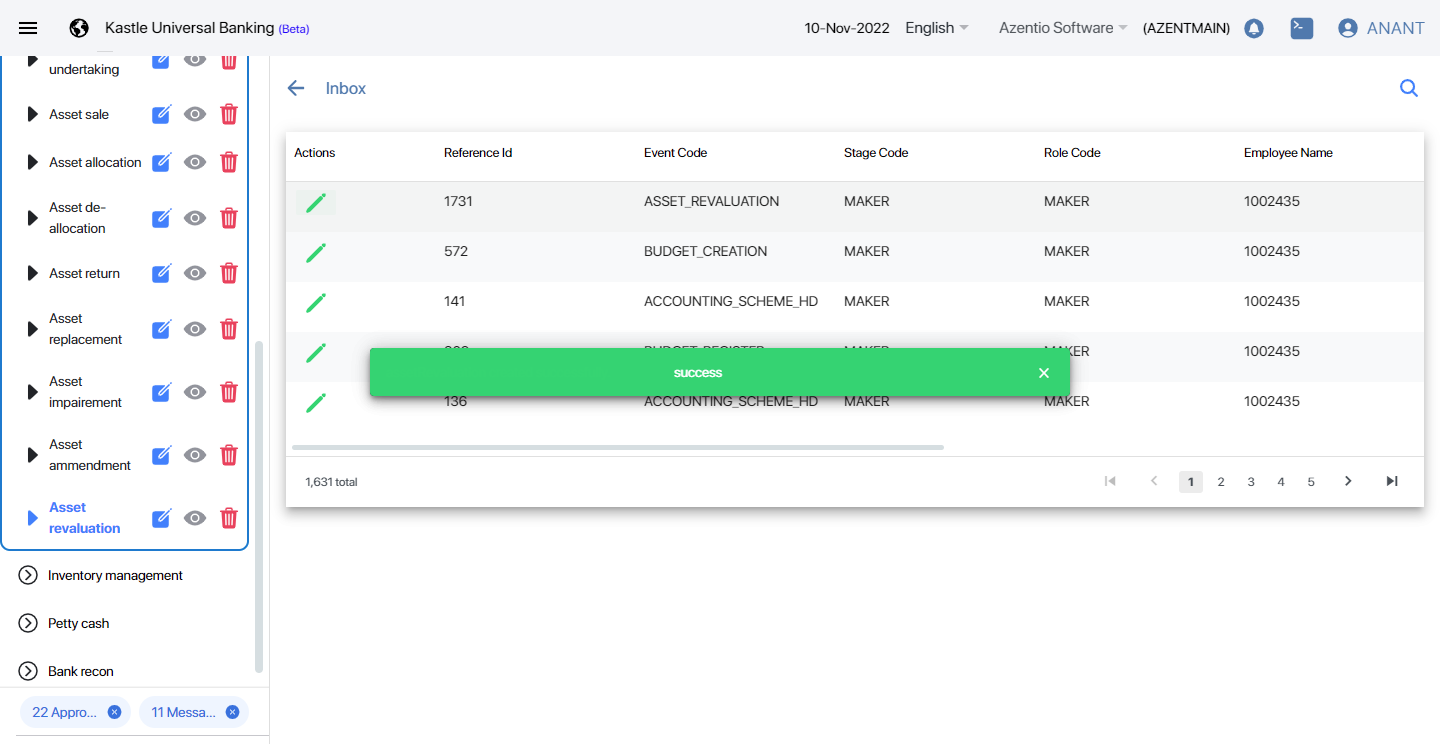 Kastle Universal Banking (Beta)
10-Nov-2022 English Azentio Software (AZENTMAIN) ANANT
undertaking
Asset sale
Asset allocation
Asset de-
allocation
Asset return
Asset
replacement
Asset
impairement
Asset
ammendment
Asset
revaluation
Inventory management
Petty cash
Bank recon
22 Appro...
11 Messa...
Inbox
Actions Reference Id Event Code Stage Code Role Code Employee Name
1731 ASSET_REVALUATION MAKER MAKER 1002435
572 BUDGET_CREATION MAKER MAKER 1002435
141 ACCOUNTING_SCHEME_HD MAKER MAKER 1002435
MAKER MAKER 1002435
success
136 ACCOUNTING_SCHEME_HD MAKER MAKER 1002435
1,631 total 1 2 3 4 5